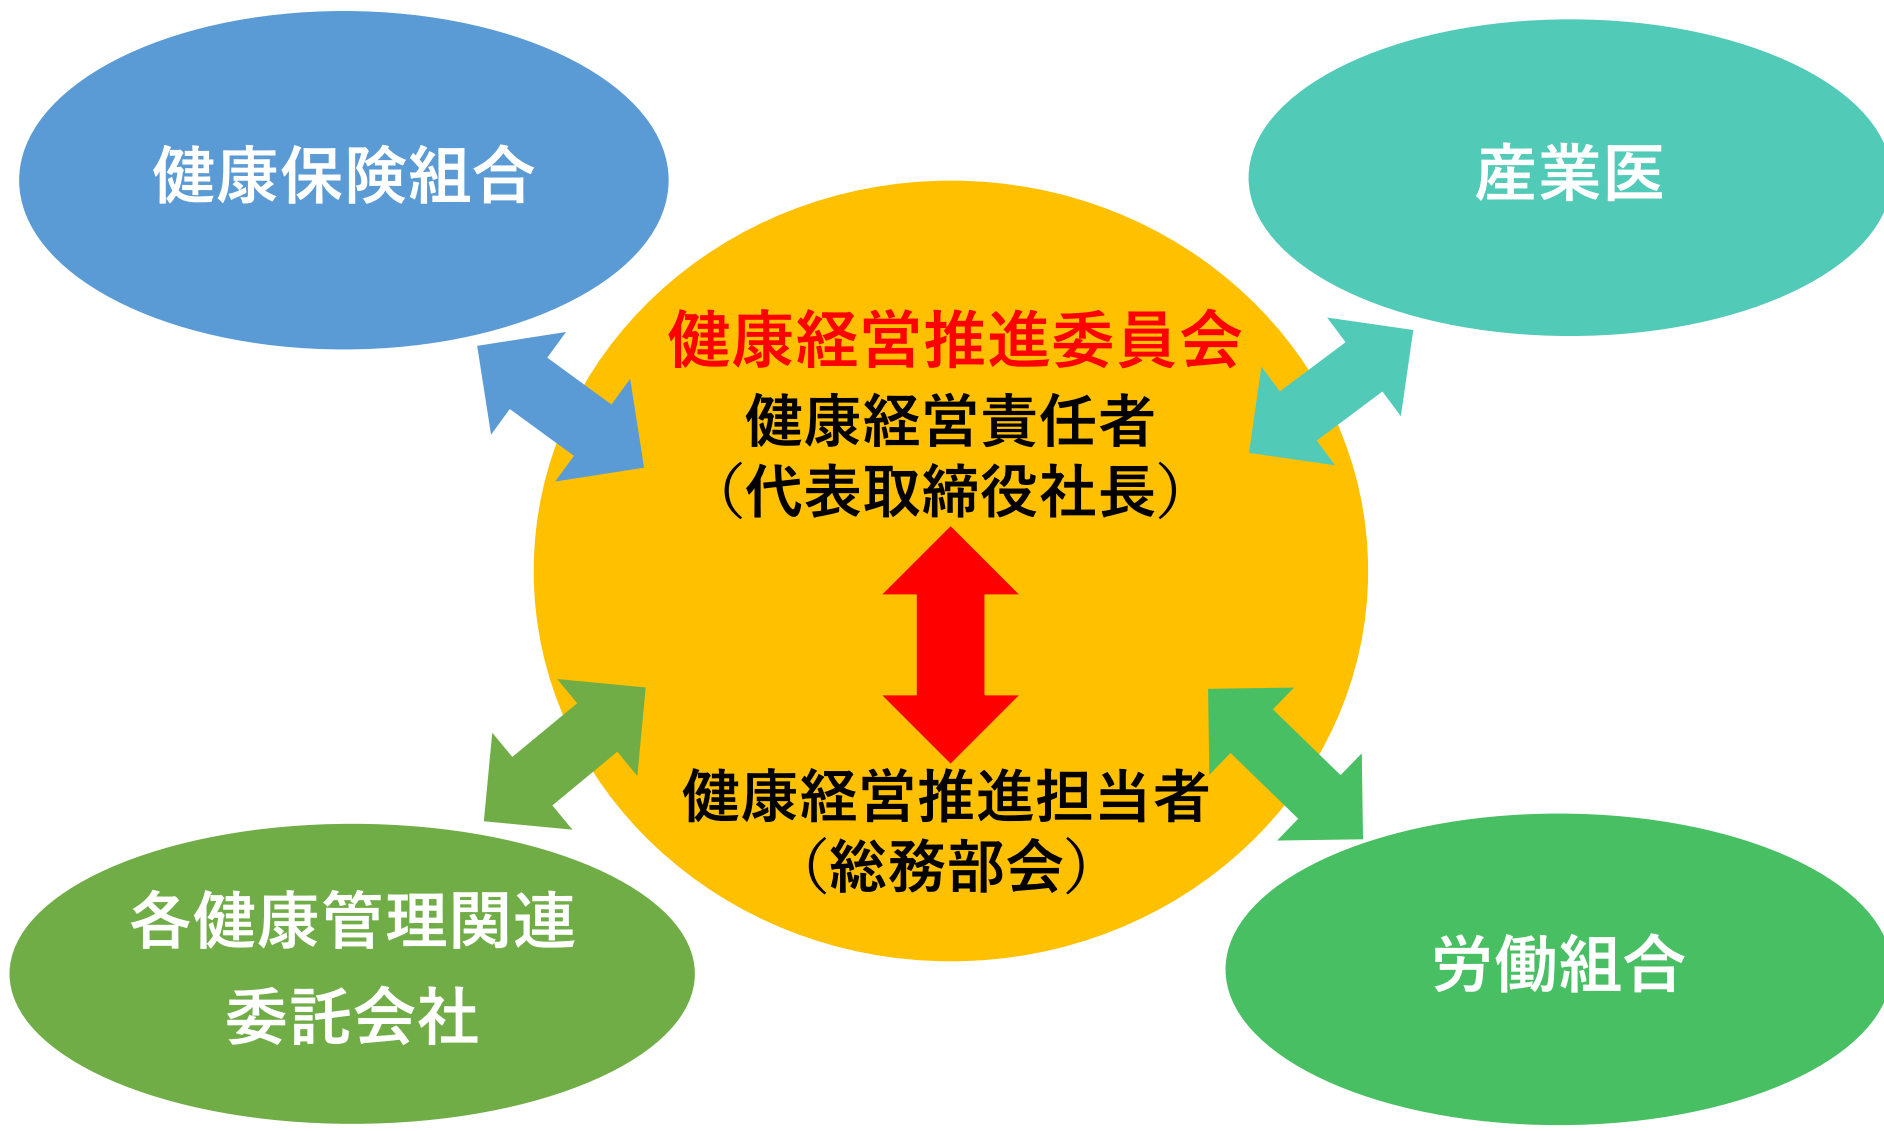 健康保険組合
産業医
健康経営推進委員会
健康経営責任者
（代表取締役社長）
健康経営推進担当者
（総務部会）
各健康管理関連
委託会社
労働組合